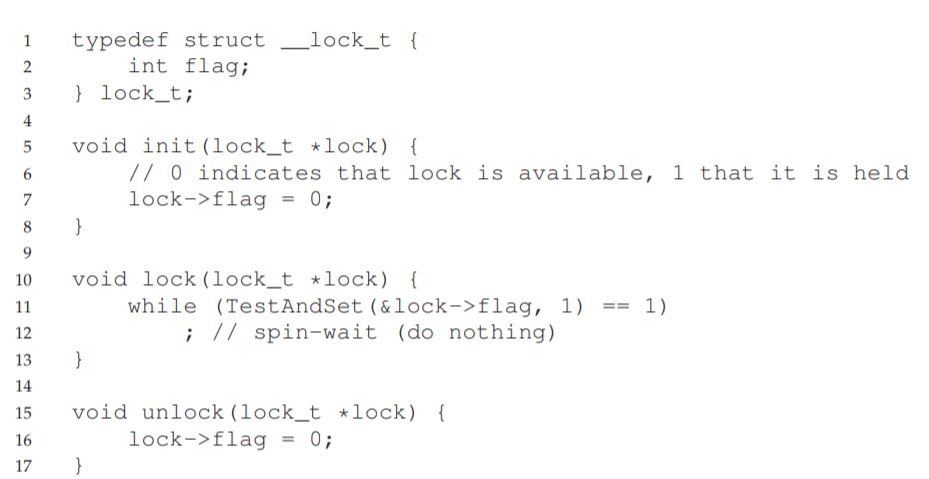 1 typedef struct __lock_t {
2 int flag;
3 } lock_t;
4
5 void init(lock_t *lock) {
6 // 0 indicates that lock is available, 1 that it is held
7 lock->flag = 0;
8 }
9
10 void lock(lock_t *lock) {
11 while (TestAndSet(&lock->flag, 1) == 1)
12 ; // spin-wait (do nothing)
13 }
14
15 void unlock(lock_t *lock) {
16 lock->flag = 0;
17 }